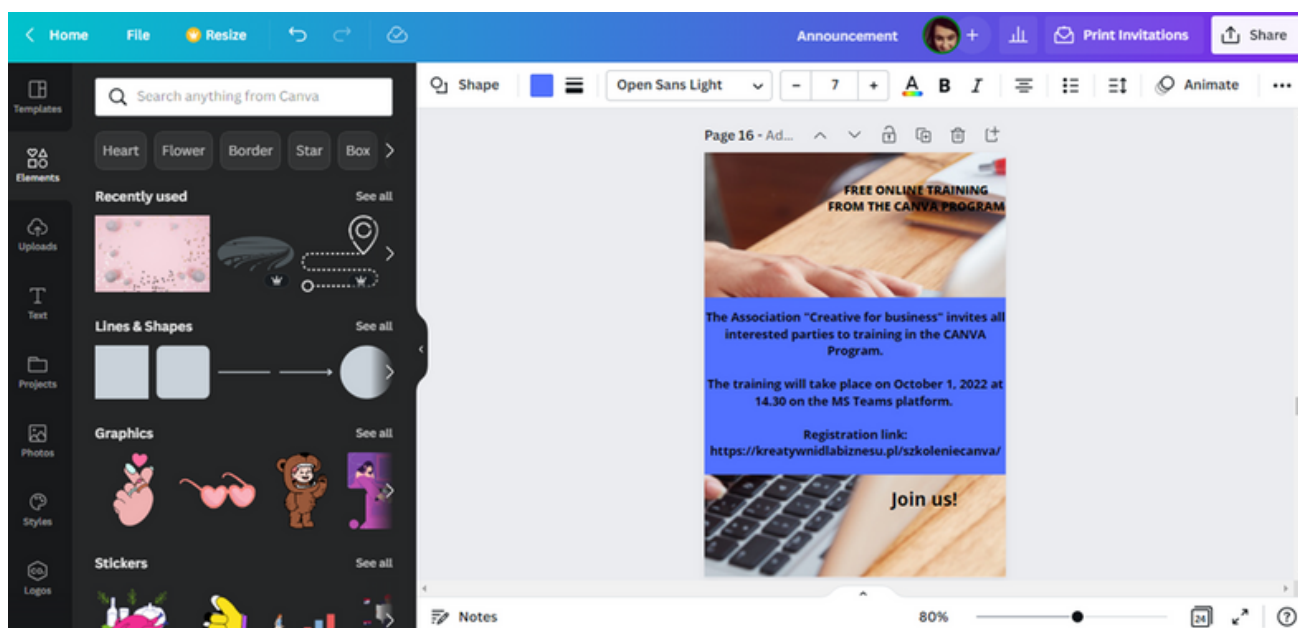 Home File Resize Announcement + Print Invitations Share
Templates
Elements
Uploads
Text
Projects
Photos
Styles
CO.
Logos
Search anything from Canva
Heart Flower Border Star Box
Recently used See all
Lines & Shapes See all
Graphics See all
Stickers See all
Shape Open Sans Light – 7 + A B I Animate ...
Page 16 - Ad...
FREE ONLINE TRAINING
FROM THE CANVA PROGRAM
The Association "Creative for business" invites all
interested parties to training in the CANVA
Program.
The training will take place on October 1, 2022 at
14.30 on the MS Teams platform.
Registration link:
https://kreatywnidlabiznesu.pl/szkoleniecanva/
Join us!
Notes 80% 24 ?